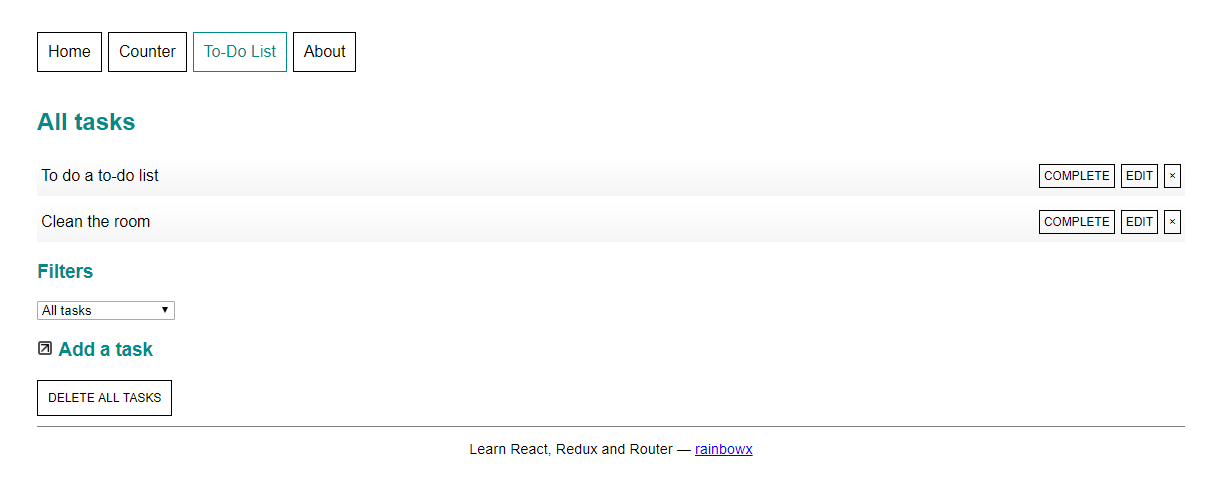 Home Counter To-Do List About
All tasks
To do a to-do list COMPLETE EDIT ×
Clean the room COMPLETE EDIT ×
Filters
All tasks
Add a task
DELETE ALL TASKS
Learn React, Redux and Router — rainbowx